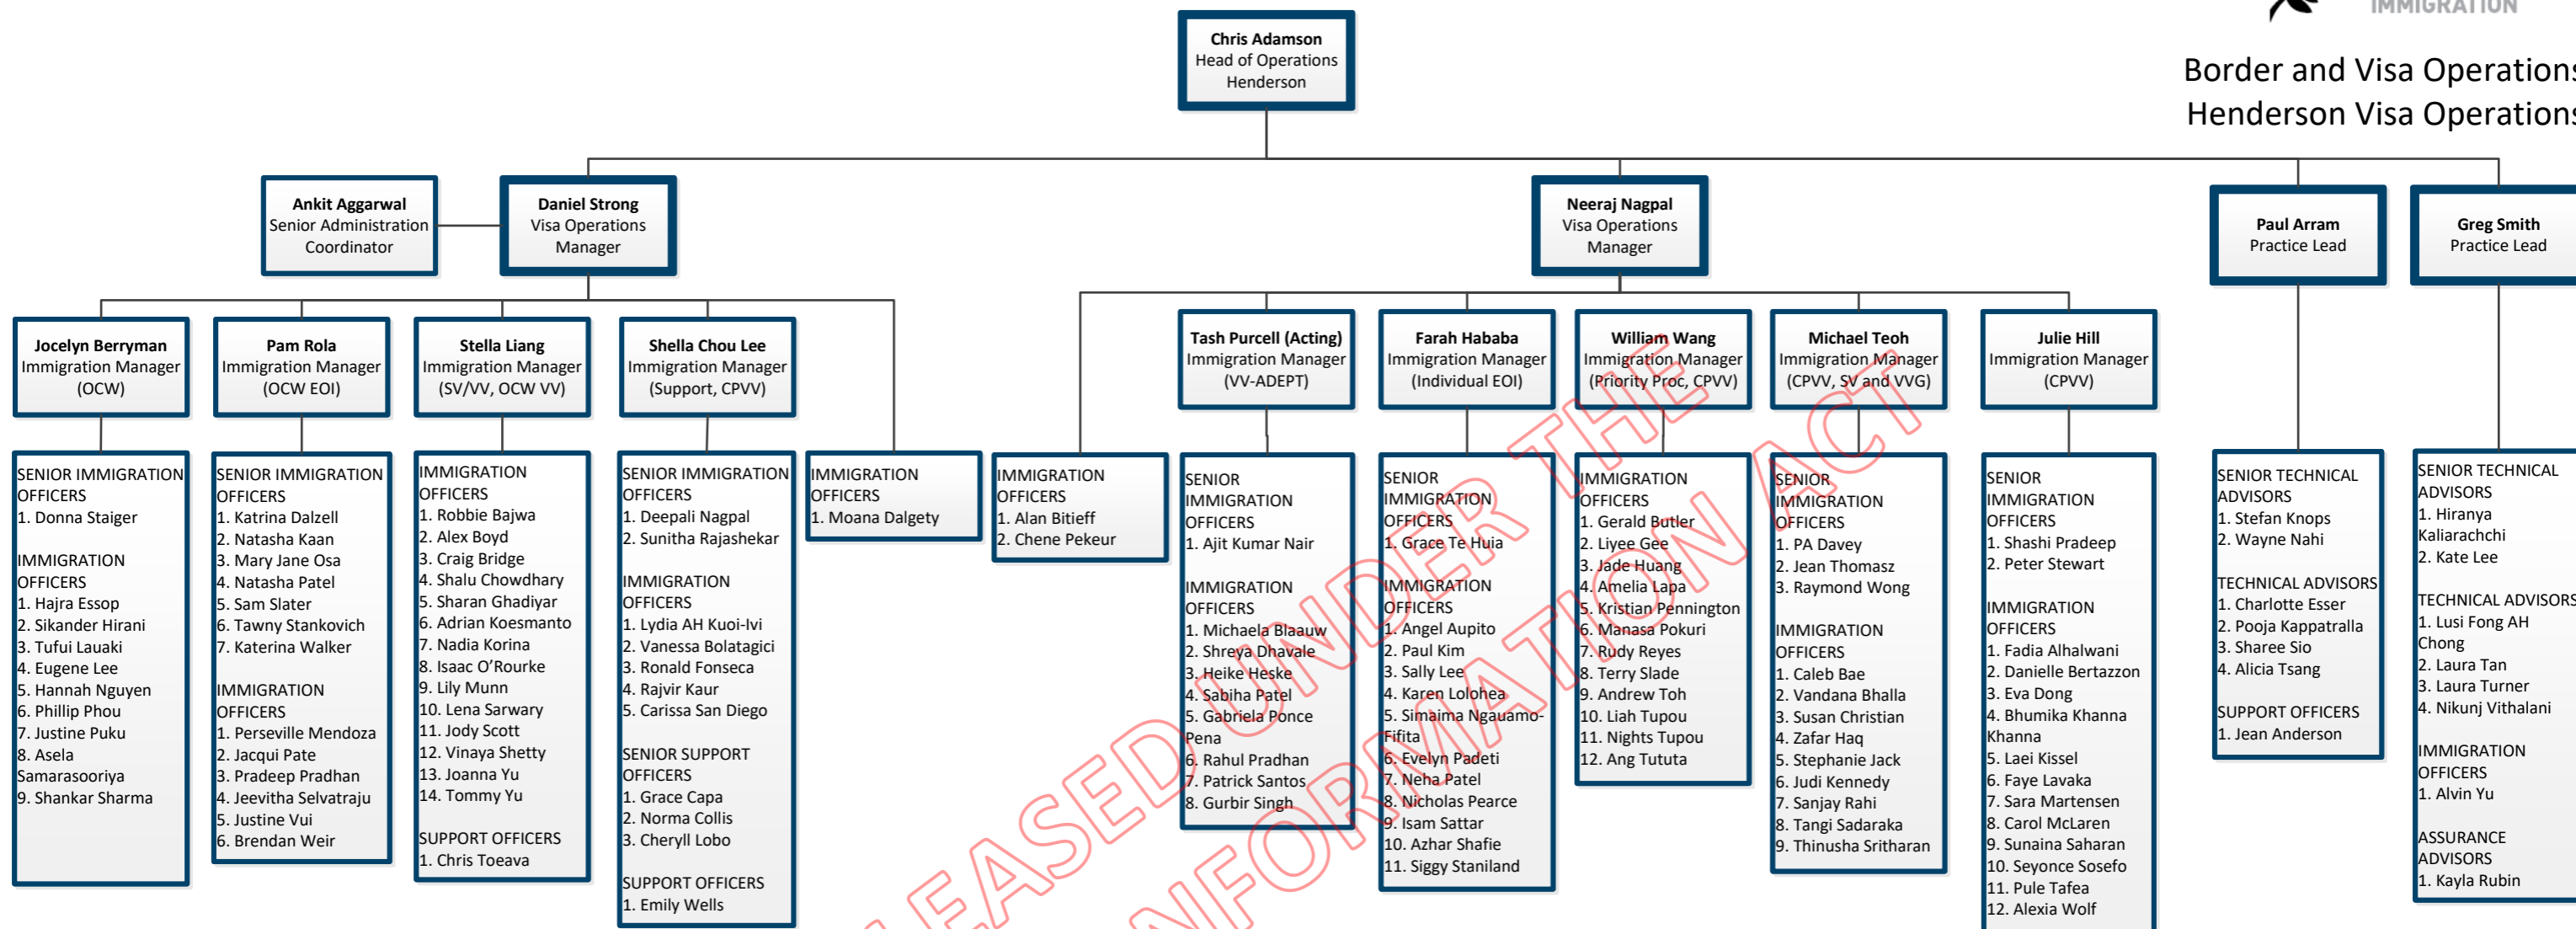 IMMIGRATION
Border and Visa Operations
Henderson Visa Operations
Chris Adamson
Head of Operations
Henderson
Ankit Aggarwal
Senior Administration
Coordinator
Daniel Strong
Visa Operations
Manager
Neeraj Nagpal
Visa Operations
Manager
Paul Arram
Practice Lead
Greg Smith
Practice Lead
Jocelyn Berryman
Immigration Manager
(OCW)
Pam Rola
Immigration Manager
(OCW EOI)
Stella Liang
Immigration Manager
(SV/VV, OCW VV)
Shella Chou Lee
Immigration Manager
(Support, CPVV)
Tash Purcell (Acting)
Immigration Manager
(VV-ADEPT)
Farah Hababa
Immigration Manager
(Individual EOI)
William Wang
Immigration Manager
(Priority Proc, CPVV)
Michael Teoh
Immigration Manager
(CPVV, SV and VVG)
Julie Hill
Immigration Manager
(CPVV)
SENIOR IMMIGRATION
OFFICERS
1. Donna Staiger
IMMIGRATION
OFFICERS
1. Hajra Essop
2. Sikander Hirani
3. Tufui Lauaki
4. Eugene Lee
5. Hannah Nguyen
6. Phillip Phou
7. Justine Puku
8. Asela
Samarasooriya
9. Shankar Sharma
SENIOR IMMIGRATION
OFFICERS
1. Katrina Dalzell
2. Natasha Kaan
3. Mary Jane Osa
4. Natasha Patel
5. Sam Slater
6. Tawny Stankovich
7. Katerina Walker
IMMIGRATION
OFFICERS
1. Perseville Mendoza
2. Jacqui Pate
3. Pradeep Pradhan
4. Jeevitha Selvatraju
5. Justine Vui
6. Brendan Weir
IMMIGRATION
OFFICERS
1. Robbie Bajwa
2. Alex Boyd
3. Craig Bridge
4. Shalu Chowdhary
5. Sharan Ghadiyar
6. Adrian Koesmanto
7. Nadia Korina
8. Isaac O’Rourke
9. Lily Munn
10. Lena Sarwary
11. Jody Scott
12. Vinaya Shetty
13. Joanna Yu
14. Tommy Yu
SUPPORT OFFICERS
1. Chris Toeava
SENIOR IMMIGRATION
OFFICERS
1. Deepali Nagpal
2. Sunitha Rajashekar
IMMIGRATION
OFFICERS
1. Lydia AH Kuoi-Ivi
2. Vanessa Bolatagici
3. Ronald Fonseca
4. Rajvir Kaur
5. Carissa San Diego
SENIOR SUPPORT
OFFICERS
1. Grace Capa
2. Norma Collis
3. Cheryll Lobo
SUPPORT OFFICERS
1. Emily Wells
IMMIGRATION
OFFICERS
1. Moana Dalgety
IMMIGRATION
OFFICERS
1. Alan Bitieff
2. Chene Pekeur
SENIOR
IMMIGRATION
OFFICERS
1. Ajit Kumar Nair
IMMIGRATION
OFFICERS
1. Michaela Blaauw
2. Shreya Dhavale
3. Heike Heske
4. Sabiha Patel
5. Gabriela Ponce
Pena
6. Rahul Pradhan
7. Patrick Santos
8. Gurbir Singh
SENIOR
IMMIGRATION
OFFICERS
1. Grace Te Huia
IMMIGRATION
OFFICERS
1. Angel Aupito
2. Paul Kim
3. Sally Lee
4. Karen Lolohea
5. Simaima Ngauamo-
Fifita
6. Evelyn Padeti
7. Neha Patel
8. Nicholas Pearce
9. Isam Sattar
10. Azhar Shafie
11. Siggy Staniland
IMMIGRATION
OFFICERS
1. Gerald Butler
2. Liyee Gee
3. Jade Huang
4. Amelia Lapa
5. Kristian Pennington
6. Manasa Pokuri
7. Rudy Reyes
8. Terry Slade
9. Andrew Toh
10. Liah Tupou
11. Nights Tupou
12. Ang Tututa
SENIOR
IMMIGRATION
OFFICERS
1. PA Davey
2. Jean Thomasz
3. Raymond Wong
IMMIGRATION
OFFICERS
1. Caleb Bae
2. Vandana Bhalla
3. Susan Christian
4. Zafar Haq
5. Stephanie Jack
6. Judi Kennedy
7. Sanjay Rahi
8. Tangi Sadaraka
9. Thinusha Sritharan
SENIOR
IMMIGRATION
OFFICERS
1. Shashi Pradeep
2. Peter Stewart
IMMIGRATION
OFFICERS
1. Fadia Alhalwani
2. Danielle Bertazzon
3. Eva Dong
4. Bhumika Khanna
Khanna
5. Laei Kissel
6. Faye Lavaka
7. Sara Martensen
8. Carol McLaren
9. Sunaina Saharan
10. Seyonce Sosefo
11. Pule Tafea
12. Alexia Wolf
SENIOR TECHNICAL
ADVISORS
1. Stefan Knops
2. Wayne Nahi
TECHNICAL ADVISORS
1. Charlotte Esser
2. Pooja Kappatralla
3. Sharee Sio
4. Alicia Tsang
SUPPORT OFFICERS
1. Jean Anderson
SENIOR TECHNICAL
ADVISORS
1. Hiranya
Kaliarachchi
2. Kate Lee
TECHNICAL ADVISORS
1. Lusi Fong AH
Chong
2. Laura Tan
3. Laura Turner
4. Nikunj Vithalani
IMMIGRATION
OFFICERS
1. Alvin Yu
ASSURANCE
ADVISORS
1. Kayla Rubin
LEASED UNDER THE
NFORMATION ACT